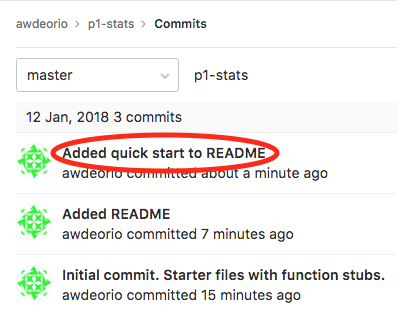 awdeorio > p1-stats > Commits
master
p1-stats
12 Jan, 2018 3 commits
Added quick start to README
awdeorio committed about a minute ago
Added README
awdeorio committed 7 minutes ago
Initial commit. Starter files with function stubs.
awdeorio committed 15 minutes ago